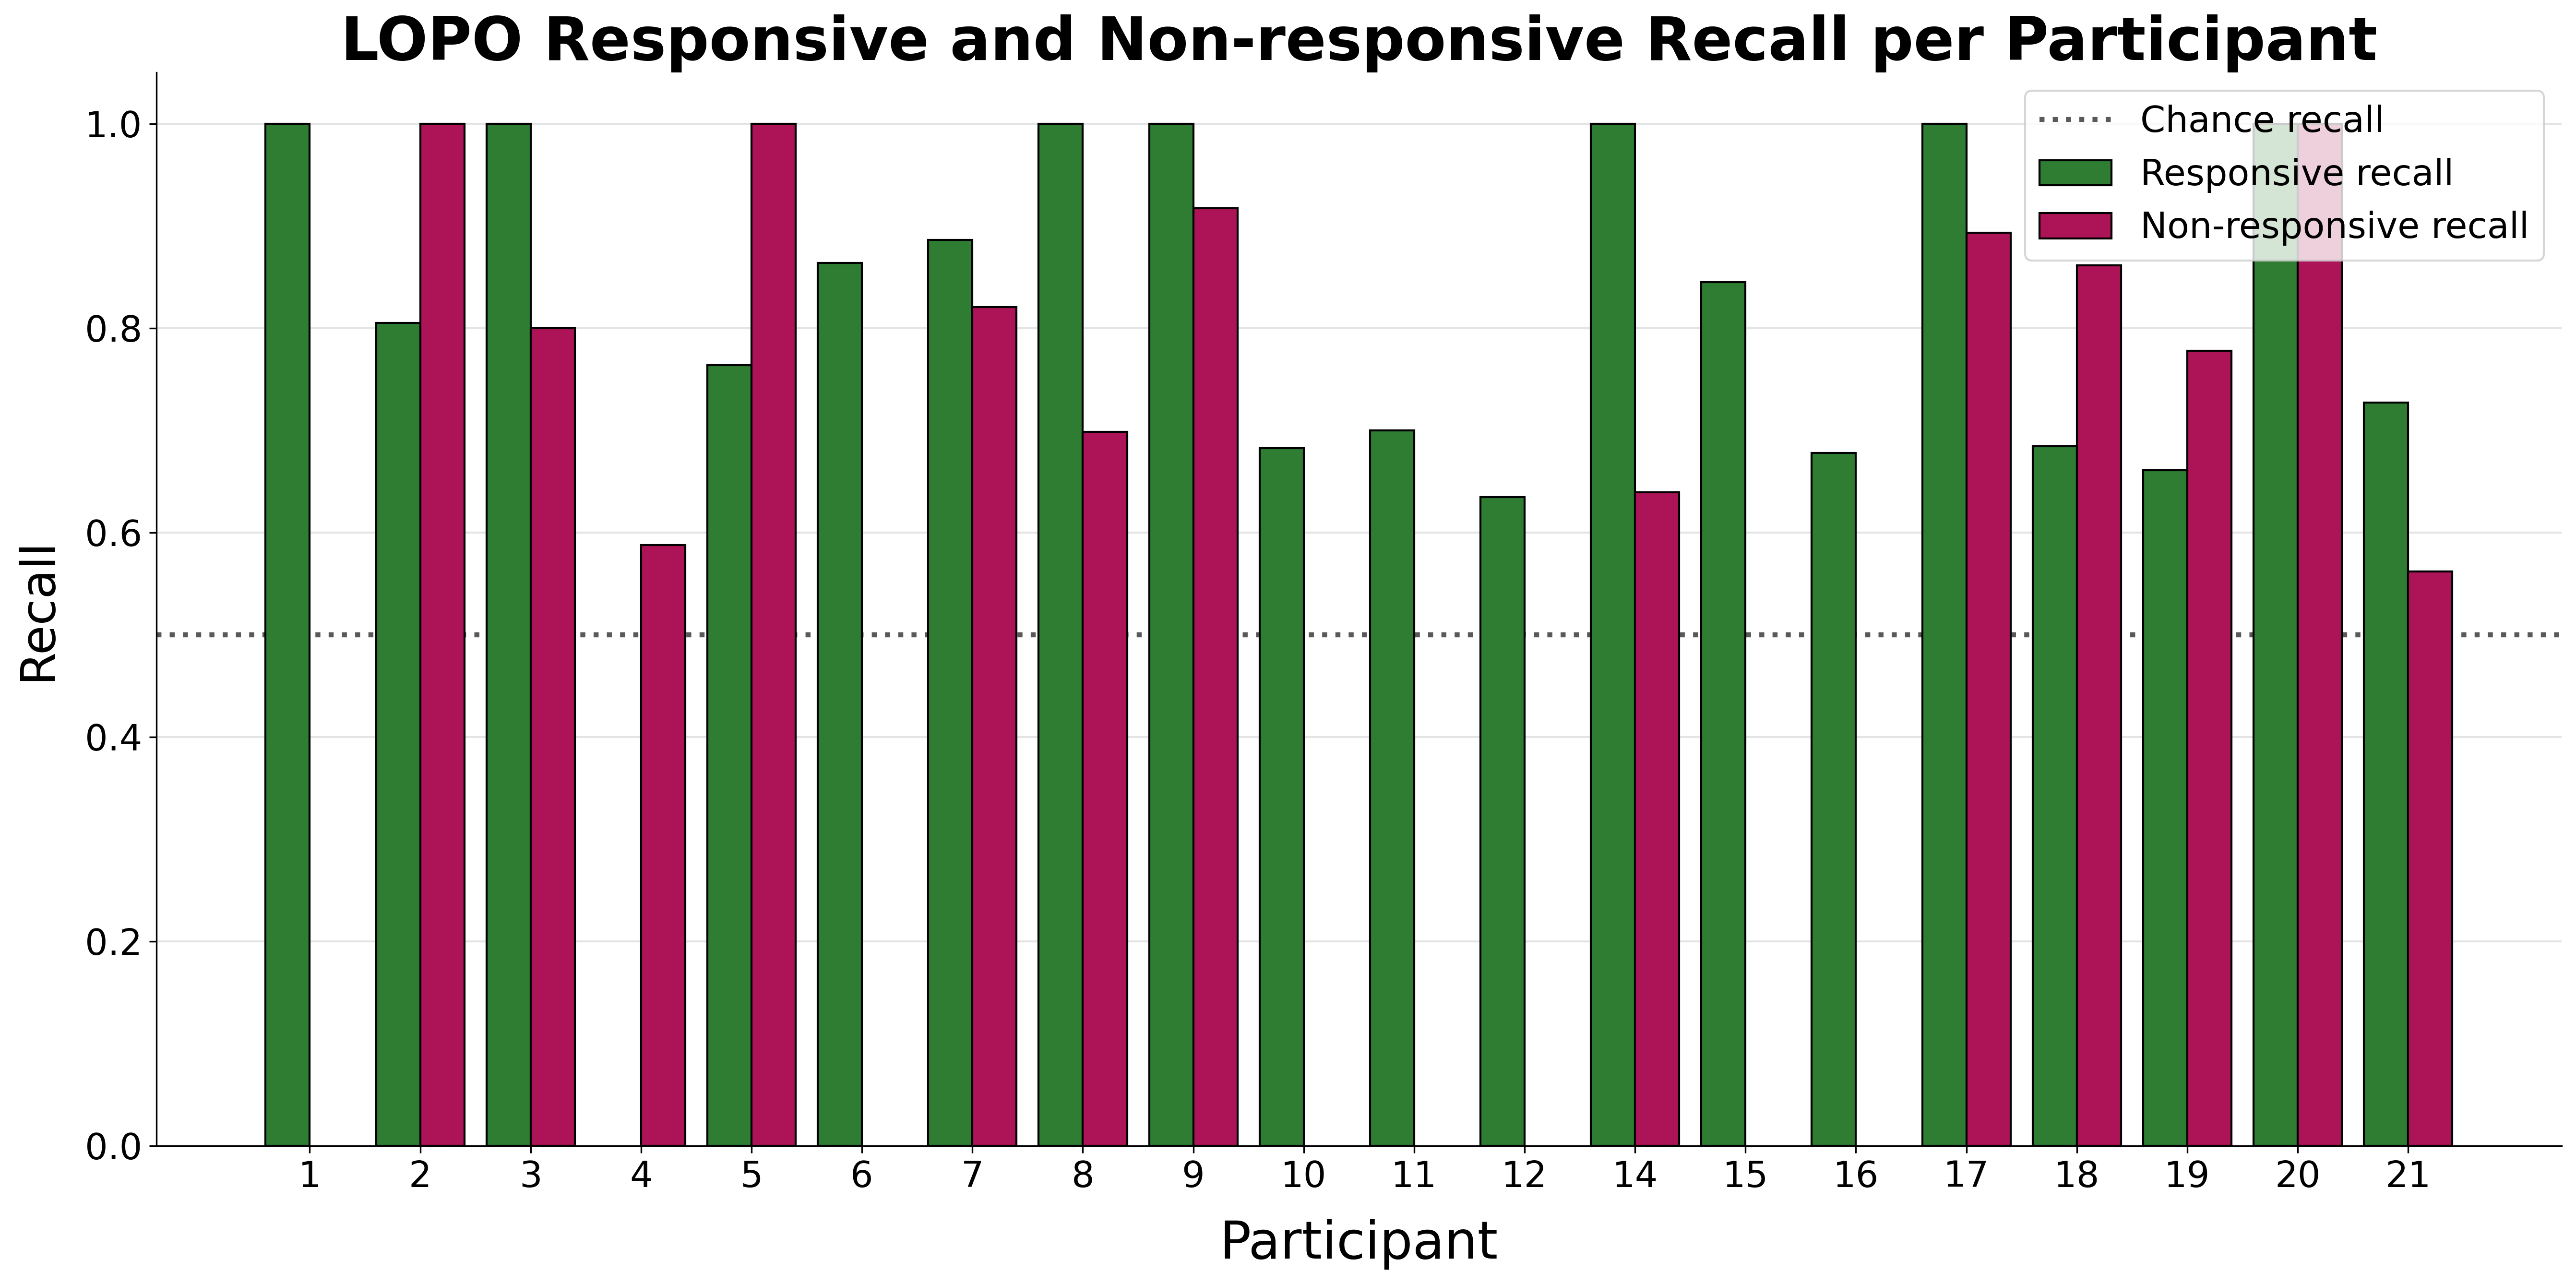 LOPO Responsive and Non-responsive Recall per Participant
Chance recall
Responsive recall
Non-responsive recall
Recall
1.0
0.8
0.6
0.4
0.2
0.0
1 2 3 4 5 6 7 8 9 10 11 12 14 15 16 17 18 19 20 21
Participant